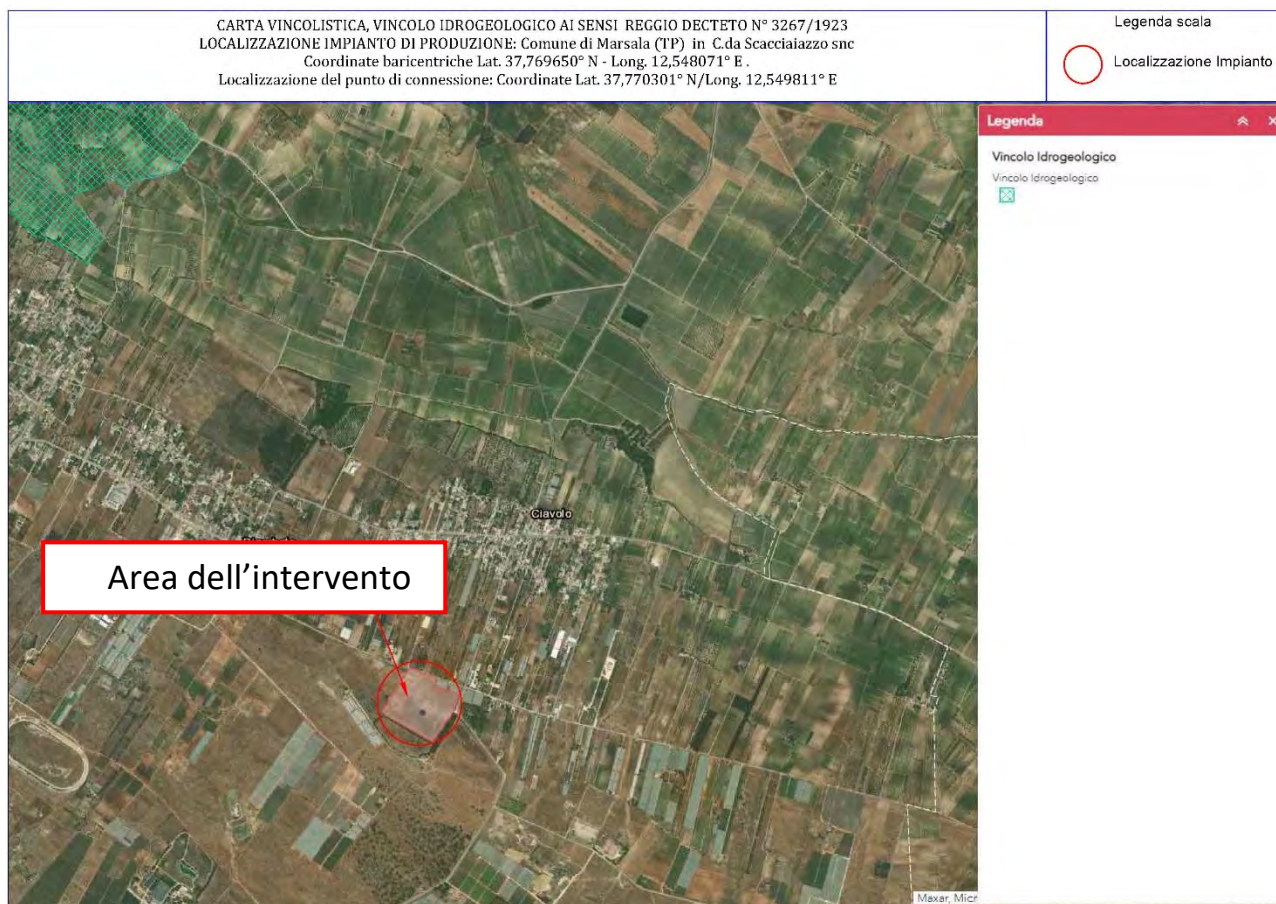 CARTA VINCOLISTICA, VINCOLO IDROGEOLOGICO AI SENSI REGGIO DECTETO N° 3267/1923
LOCALIZZAZIONE IMPIANTO DI PRODUZIONE: Comune di Marsala (TP) in C.da Scacciaiazzo snc
Coordinate baricentriche Lat. 37,769650° N - Long. 12,548071° E .
Localizzazione del punto di connessione: Coordinate Lat. 37,770301° N/Long. 12,549811° E
Legenda scala
Localizzazione Impianto
Legenda
Vincolo Idrogeologico
Vincolo Idrogeologico
Ciavolo
Area dell'intervento
Maxar, Micr